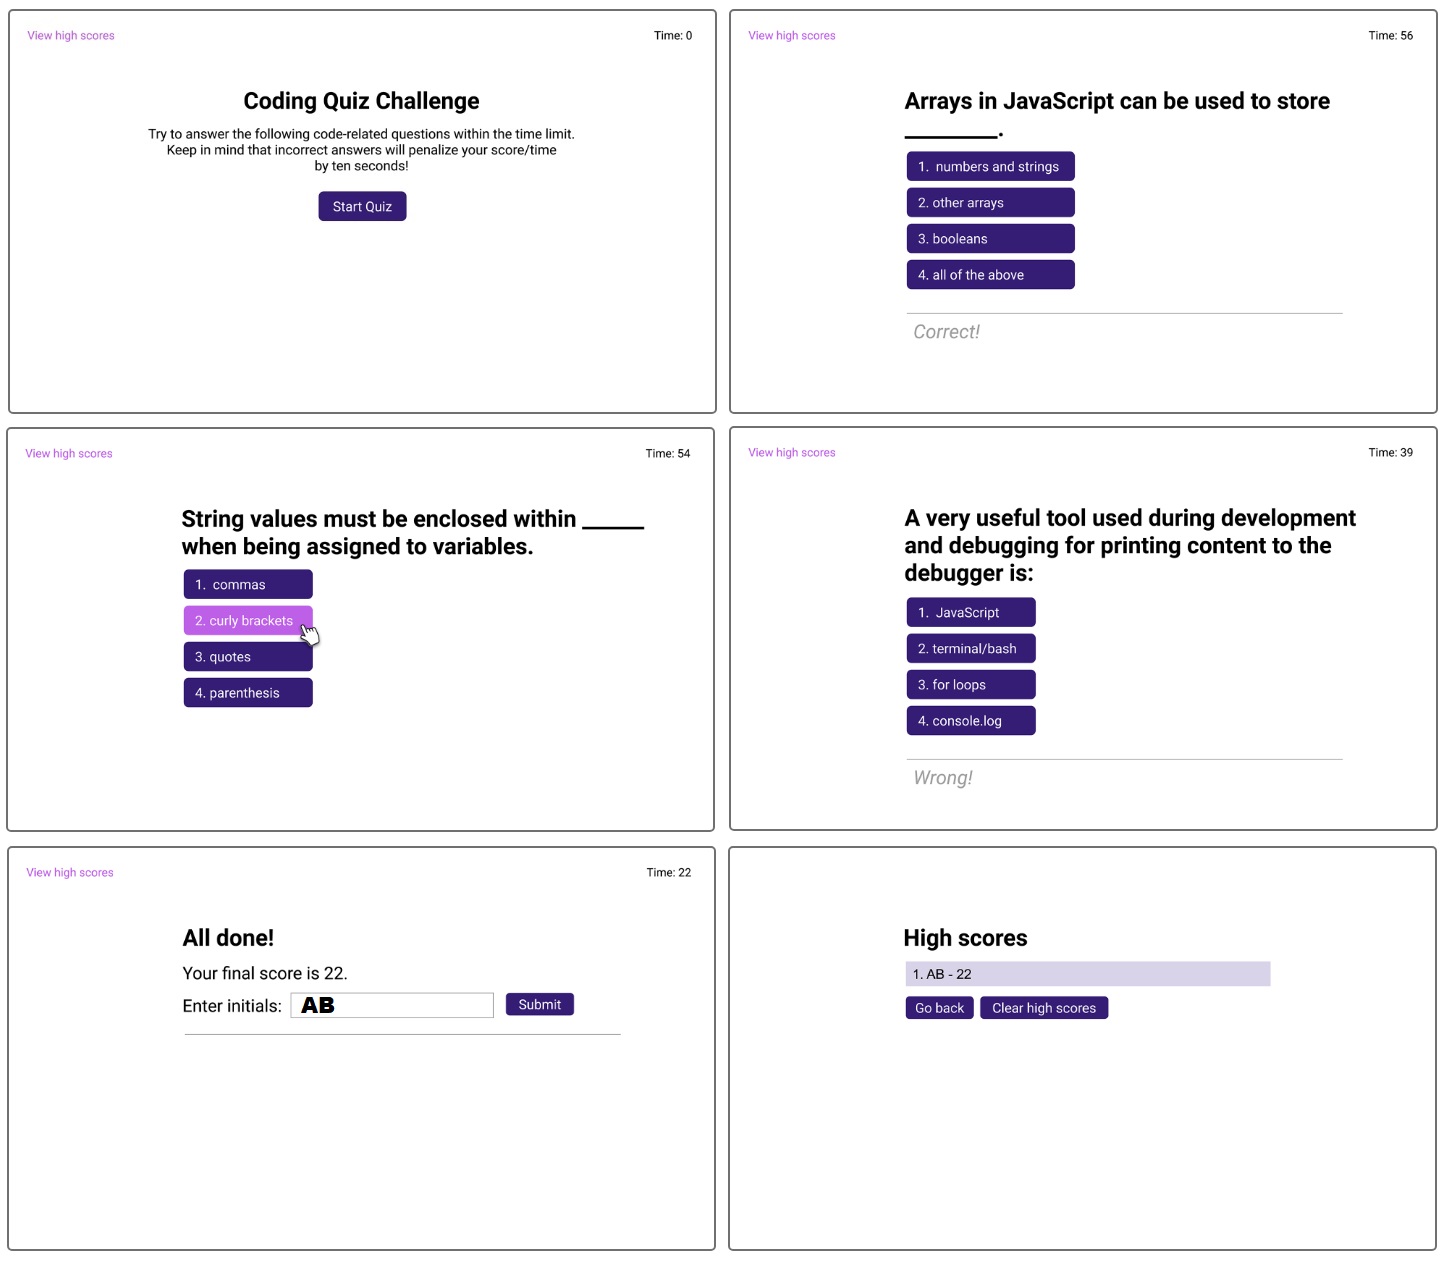 View high scores
Time: 0
Coding Quiz Challenge
Try to answer the following code-related questions within the time limit.
Keep in mind that incorrect answers will penalize your score/time
by ten seconds!
Start Quiz
View high scores
Time: 56
Arrays in JavaScript can be used to store
________.
1. numbers and strings
2. other arrays
3. booleans
4. all of the above
Correct!
View high scores
Time: 54
String values must be enclosed within _____
when being assigned to variables.
1. commas
2. curly brackets
3. quotes
4. parenthesis
View high scores
Time: 39
A very useful tool used during development
and debugging for printing content to the
debugger is:
1. JavaScript
2. terminal/bash
3. for loops
4. console.log
Wrong!
View high scores
Time: 22
All done!
Your final score is 22.
Enter initials: AB Submit
High scores
1. AB - 22
Go back Clear high scores